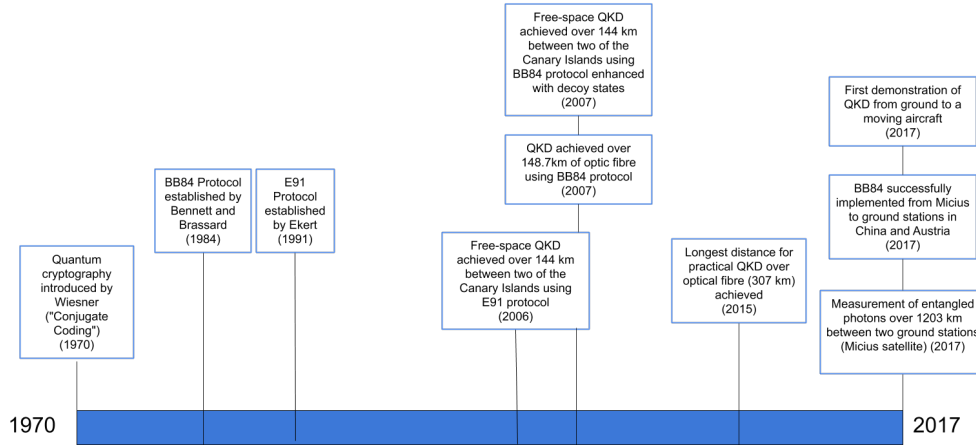 Quantum
cryptography
introduced by
Wiesner
("Conjugate
Coding")
(1970)
BB84 Protocol
established by
Bennett and
Brassard
(1984)
E91
Protocol
established
by Ekert
(1991)
Free-space QKD
achieved over 144 km
between two of the
Canary Islands using
BB84 protocol enhanced
with decoy states
(2007)
QKD achieved over
148.7km of optic fibre
using BB84 protocol
(2007)
Free-space QKD
achieved over 144 km
between two of the
Canary Islands using
E91 protocol
(2006)
Longest distance for
practical QKD over
optical fibre (307 km)
achieved
(2015)
First demonstration of
QKD from ground to a
moving aircraft
(2017)
BB84 successfully
implemented from Micius
to ground stations in
China and Austria
(2017)
Measurement of entangled
photons over 1203 km
between two ground stations
(Micius satellite) (2017)
1970
2017